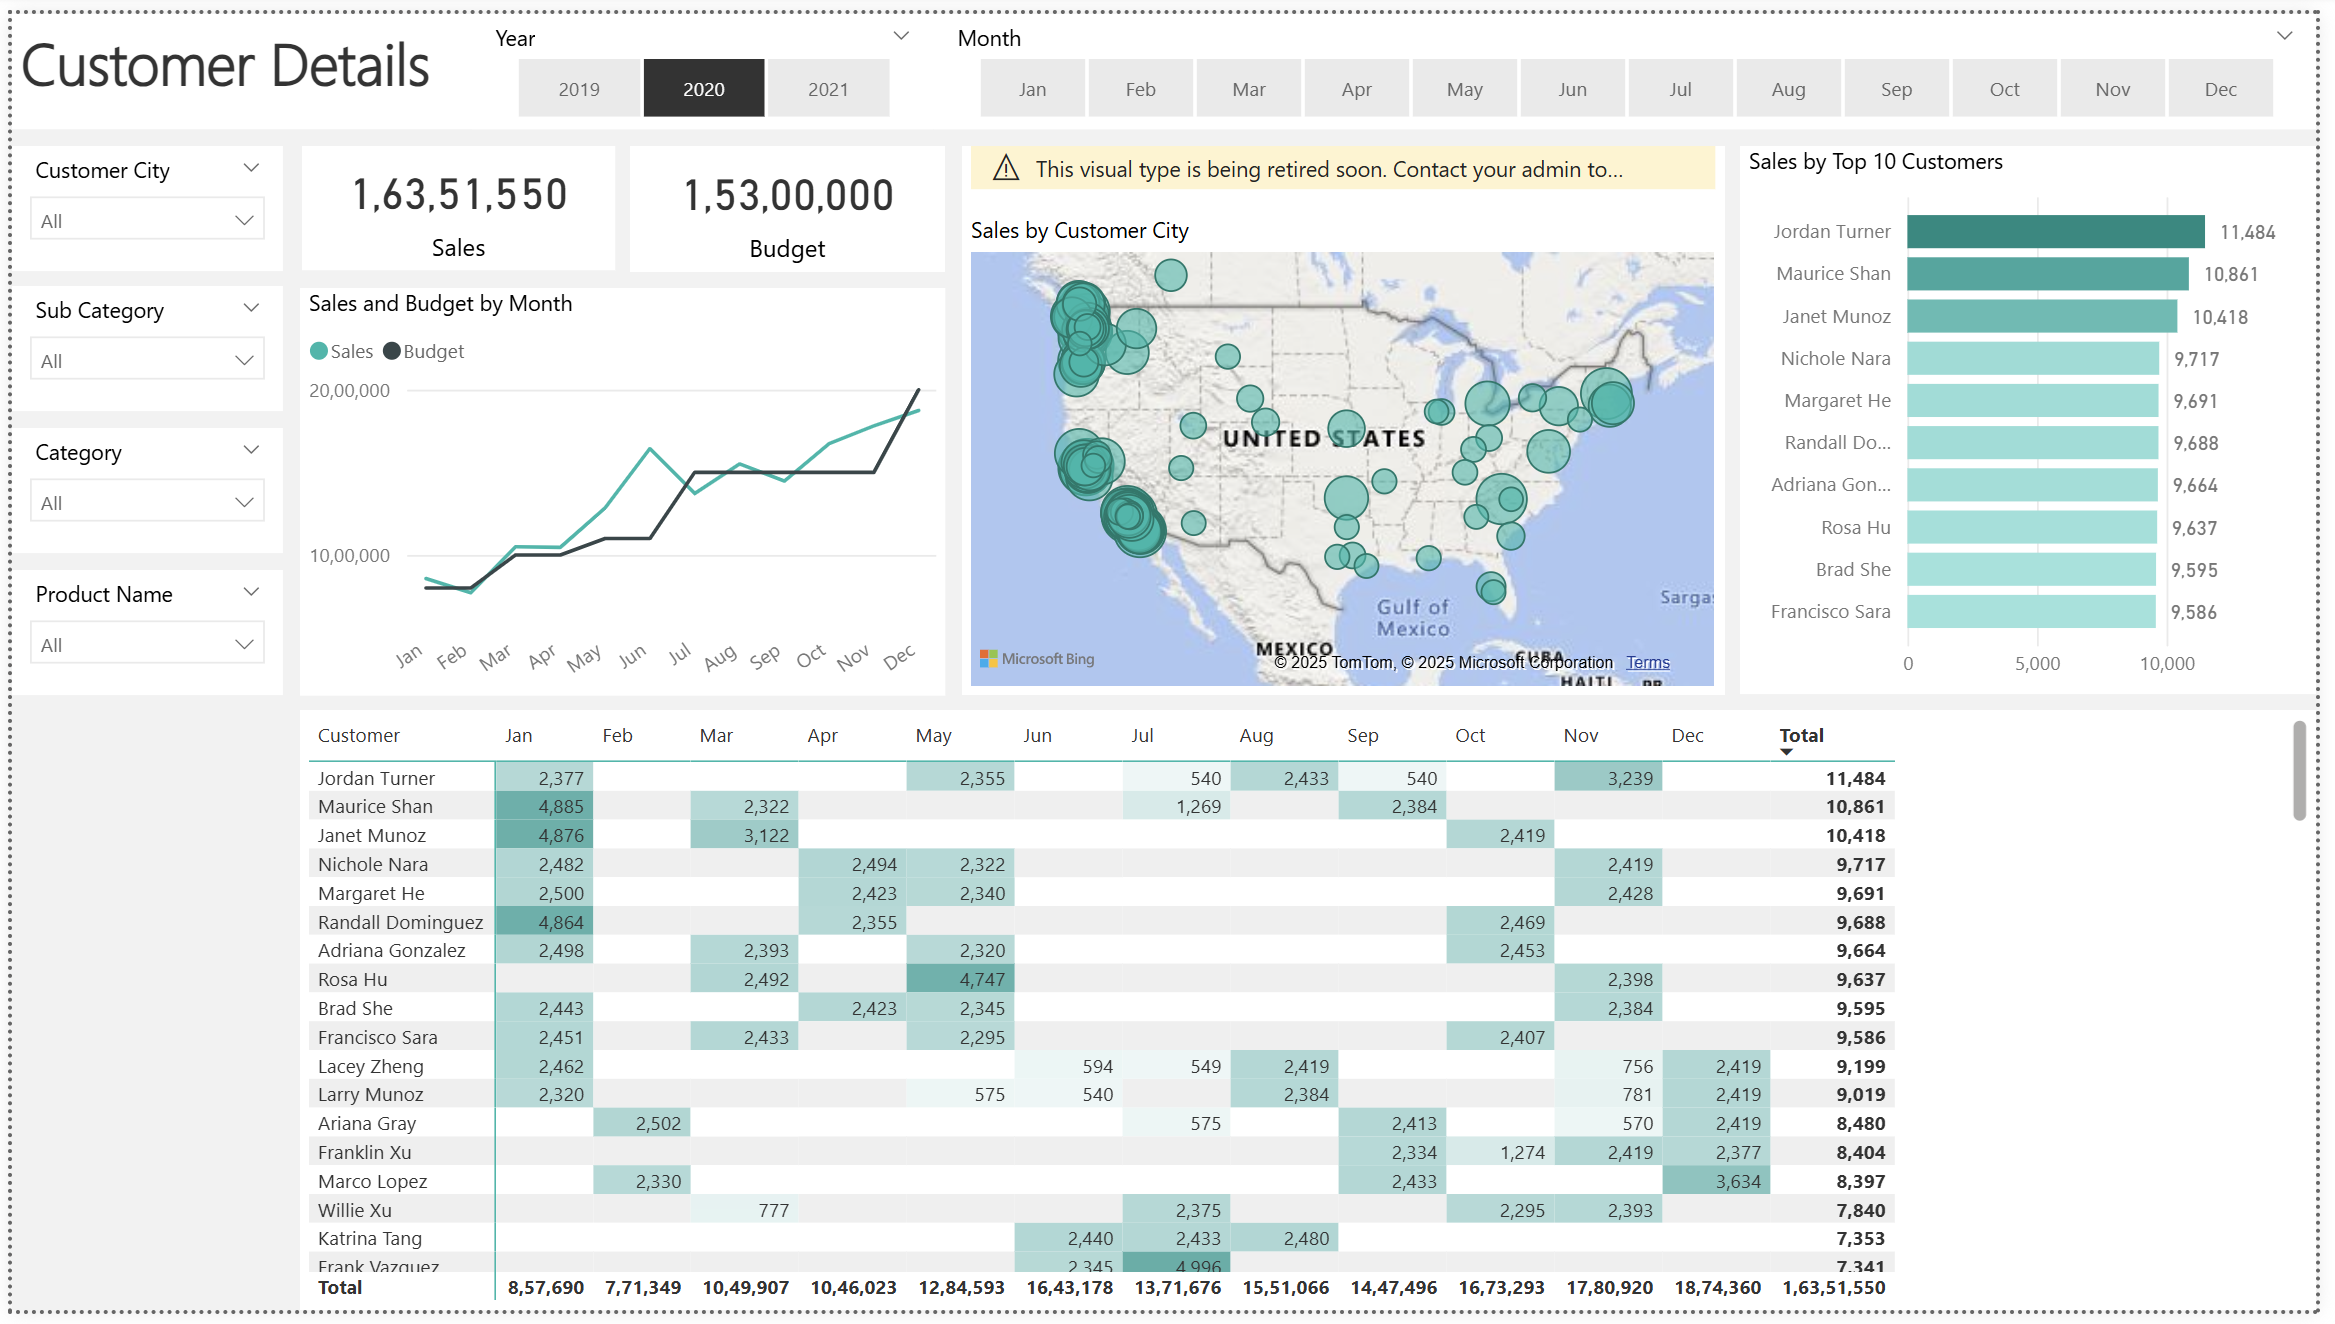 Customer Details
Year
2019 2020 2021
Month
Jan Feb Mar Apr May Jun Jul Aug Sep Oct Nov Dec
Customer City
All
Sub Category
All
Category
All
Product Name
All
1,63,51,550
Sales
1,53,00,000
Budget
Sales and Budget by Month
Sales Budget
20,00,000
10,00,000
Jan Feb Mar Apr May Jun Jul Aug Sep Oct Nov Dec
This visual type is being retired soon. Contact your admin to...
Sales by Customer City
UNITED STATES
Gulf of
Mexico
Sargas
MEXICO
CUBA
HAITI PR
Microsoft Bing
© 2025 TomTom, © 2025 Microsoft Corporation Terms
Sales by Top 10 Customers
Jordan Turner 11,484
Maurice Shan 10,861
Janet Munoz 10,418
Nichole Nara 9,717
Margaret He 9,691
Randall Do... 9,688
Adriana Gon... 9,664
Rosa Hu 9,637
Brad She 9,595
Francisco Sara 9,586
0 5,000 10,000
Customer Jan Feb Mar Apr May Jun Jul Aug Sep Oct Nov Dec Total
Jordan Turner 2,377 2,355 540 2,433 540 3,239 11,484
Maurice Shan 4,885 2,322 1,269 2,384 10,861
Janet Munoz 4,876 3,122 2,419 10,418
Nichole Nara 2,482 2,494 2,322 2,419 9,717
Margaret He 2,500 2,423 2,340 2,428 9,691
Randall Dominguez 4,864 2,355 2,469 9,688
Adriana Gonzalez 2,498 2,393 2,320 2,453 9,664
Rosa Hu 2,492 4,747 2,398 9,637
Brad She 2,443 2,423 2,345 2,384 9,595
Francisco Sara 2,451 2,433 2,295 2,407 9,586
Lacey Zheng 2,462 594 549 2,419 756 2,419 9,199
Larry Munoz 2,320 575 540 2,384 781 2,419 9,019
Ariana Gray 2,502 575 2,413 570 2,419 8,480
Franklin Xu 2,334 1,274 2,419 2,377 8,404
Marco Lopez 2,330 2,433 3,634 8,397
Willie Xu 777 2,375 2,295 2,393 7,840
Katrina Tang 2,440 2,433 2,480 7,353
Frank Vazquez 2,345 4,996 7,341
Total 8,57,690 7,71,349 10,49,907 10,46,023 12,84,593 16,43,178 13,71,676 15,51,066 14,47,496 16,73,293 17,80,920 18,74,360 1,63,51,550